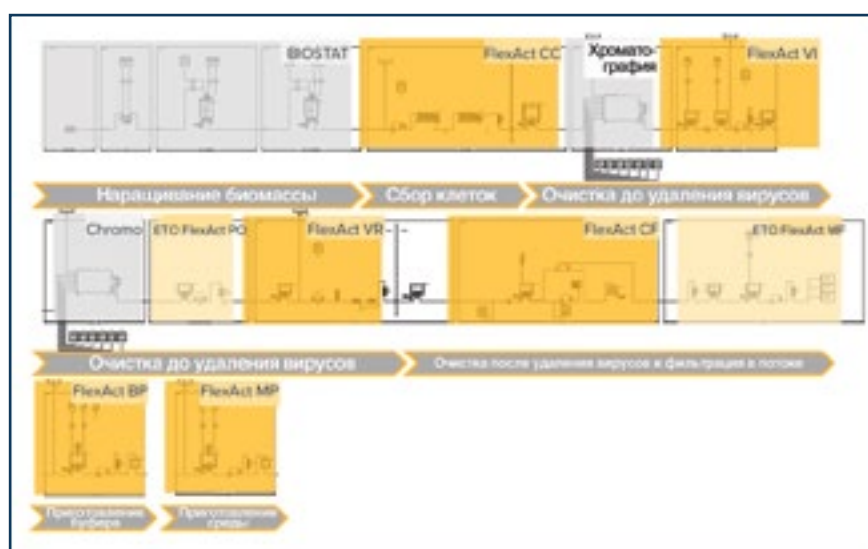 BIOSTAT
FlexAct CC
Хромато-
графия
FlexAct VI
Наращивание биомассы
Сбор клеток
Очистка до удаления вирусов
Chromo
ETO FlexAct PO
FlexAct VR
FlexAct CF
ETO FlexAct MF
Очистка до удаления вирусов
Очистка после удаления вирусов и фильтрация в потоке
FlexAct BP
FlexAct MP
Приготовление
буфера
Приготовление
среды